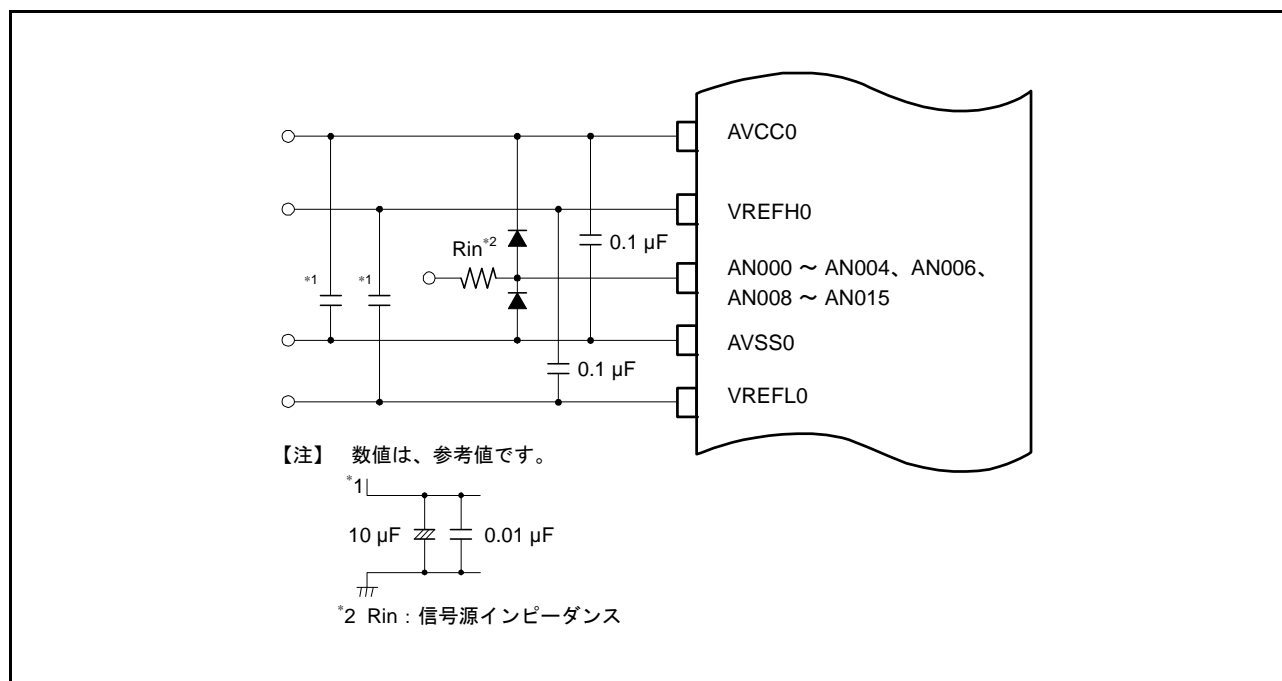 AVCC0
VREFH0
Rin*2
0.1 µF
AN000 ～ AN004、AN006、
AN008 ～ AN015
*1
*1
AVSS0
0.1 µF
VREFL0
【注】 数値は、参考値です。
*1
10 µF
0.01 µF
*2 Rin：信号源インピーダンス